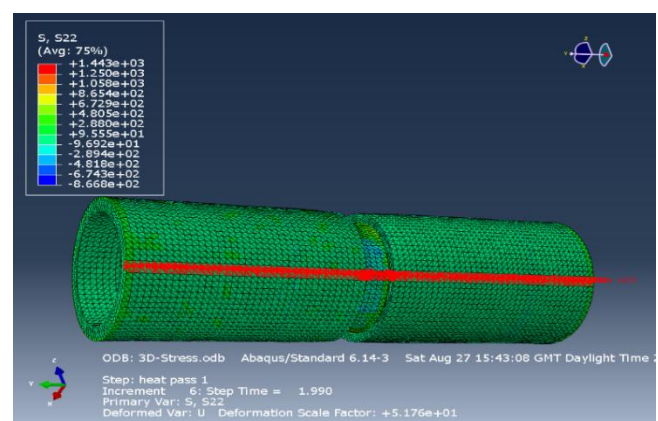 S, S22
(Avg: 75%)
+1.443e+03
+1.250e+03
+1.058e+03
+8.654e+02
+6.729e+02
+4.805e+02
+2.880e+02
+9.555e+01
-9.692e+01
-2.894e+02
-4.818e+02
-6.743e+02
-8.668e+02
Z
Y
X
ODB: 3D-Stress.odb Abaqus/Standard 6.14-3 Sat Aug 27 15:43:08 GMT Daylight Time 2
Z
Y
X
Step: heat pass 1
Increment 6: Step Time = 1.990
Primary Var: S, S22
Deformed Var: U Deformation Scale Factor: +5.176e+01